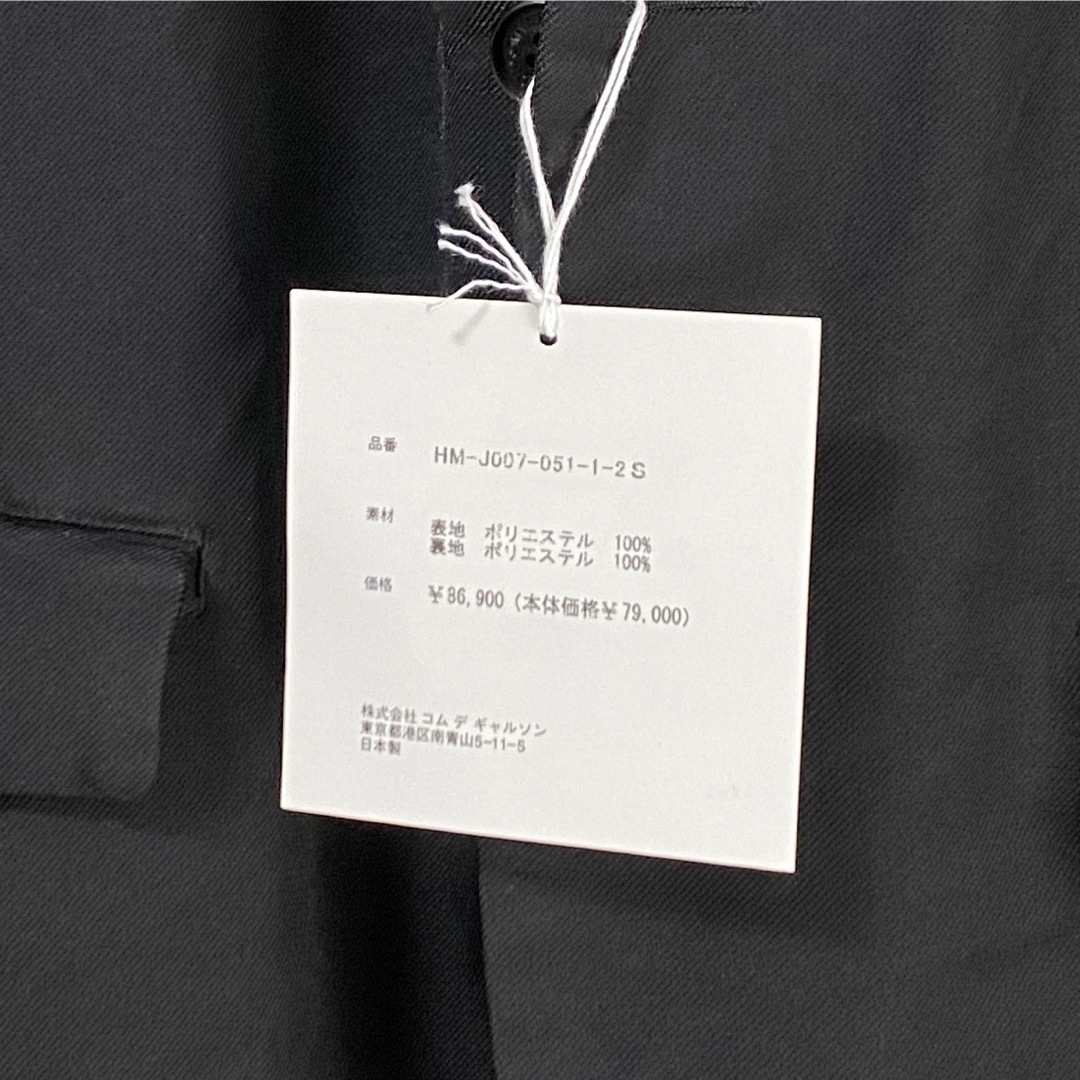 品番 HM-J007-051-1-2S
素材 表地 ポリエステル 100%
裏地 ポリエステル 100%
価格 ¥86,900 (本体価格¥79,000)
株式会社 コム デ ギャルソン
東京都港区南青山5-11-5
日本製